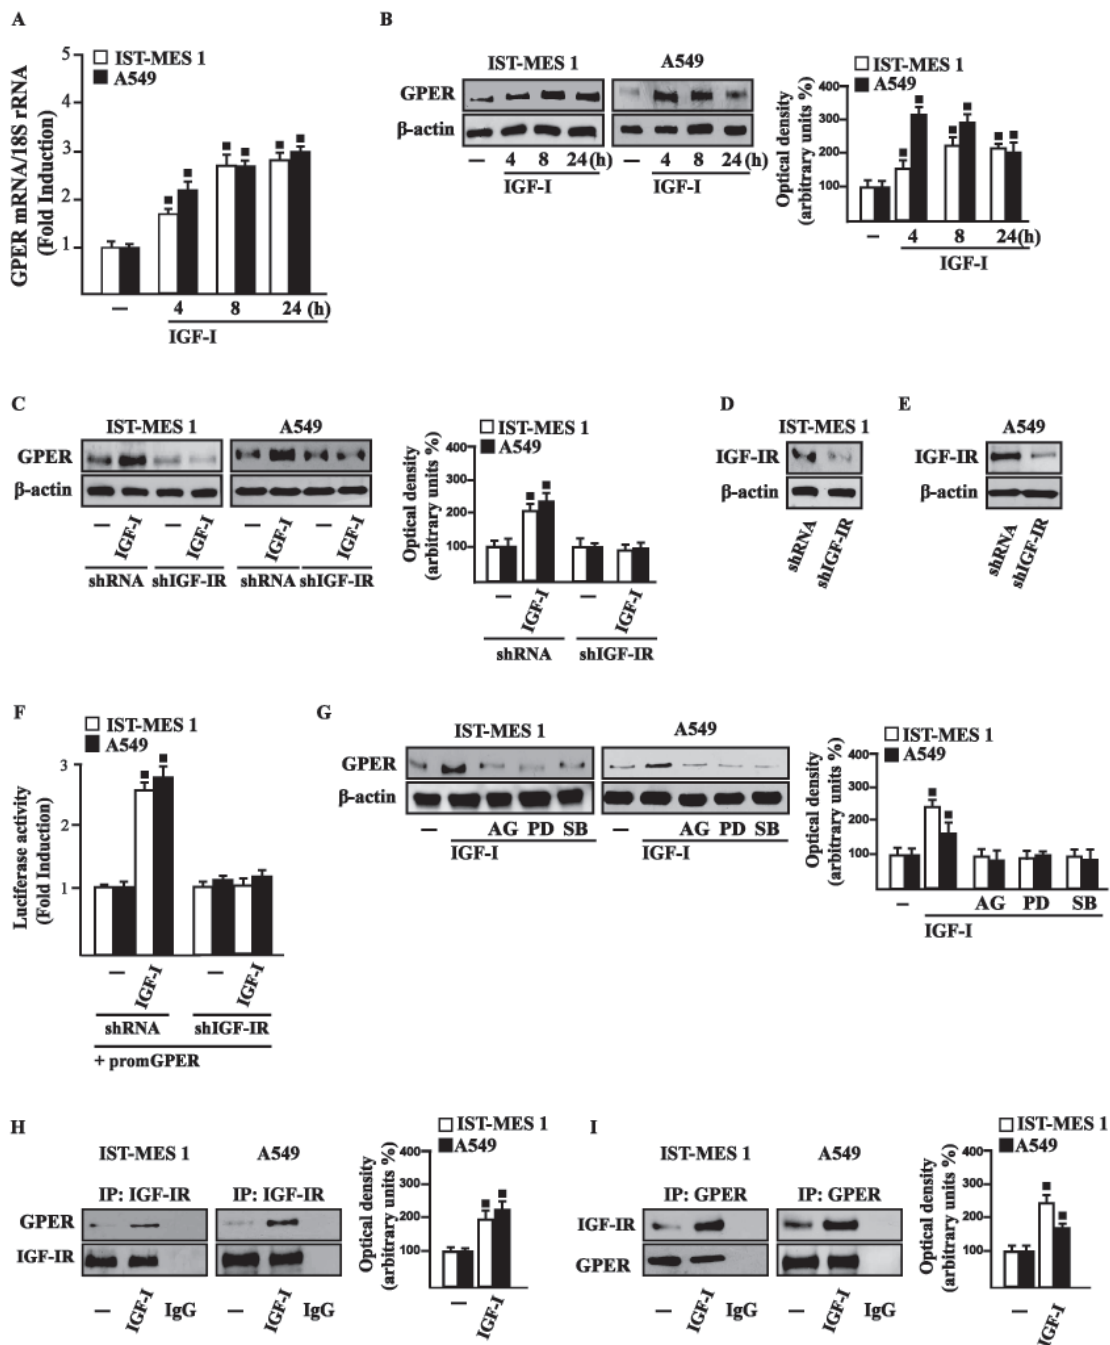 A
GPER mRNA/18S rRNA
(Fold Induction)
5
4
3
2
1
IST-MES 1
A549
–
4
8
24 (h)
IGF-I
B
IST-MES 1
A549
GPER
β-actin
– 4 8 24 (h)
IGF-I
– 4 8 24 (h)
IGF-I
Optical density
(arbitrary units %)
400
300
200
100
IST-MES 1
A549
– 4 8 24(h)
IGF-I
C
IST-MES 1
A549
GPER
β-actin
– IGF-I – IGF-I
shRNA shIGF-IR
– IGF-I – IGF-I
shRNA shIGF-IR
Optical density
(arbitrary units %)
400
300
200
100
IST-MES 1
A549
– IGF-I – IGF-I
shRNA shIGF-IR
D
IST-MES 1
IGF-IR
β-actin
shRNA
shIGF-IR
E
A549
IGF-IR
β-actin
shRNA
shIGF-IR
F
Luciferase activity
(Fold Induction)
3
2
1
IST-MES 1
A549
– IGF-I – IGF-I
shRNA shIGF-IR
+ promGPER
G
IST-MES 1
A549
GPER
β-actin
– AG PD SB
IGF-I
– AG PD SB
IGF-I
Optical density
(arbitrary units %)
400
300
200
100
IST-MES 1
A549
– AG PD SB
IGF-I
H
IST-MES 1
A549
IP: IGF-IR
IP: IGF-IR
GPER
IGF-IR
– IGF-I IgG
– IGF-I IgG
Optical density
(arbitrary units %)
400
300
200
100
IST-MES 1
A549
– IGF-I
I
IST-MES 1
A549
IP: GPER
IP: GPER
IGF-IR
GPER
– IGF-I IgG
– IGF-I IgG
Optical density
(arbitrary units %)
400
300
200
100
IST-MES 1
A549
– IGF-I